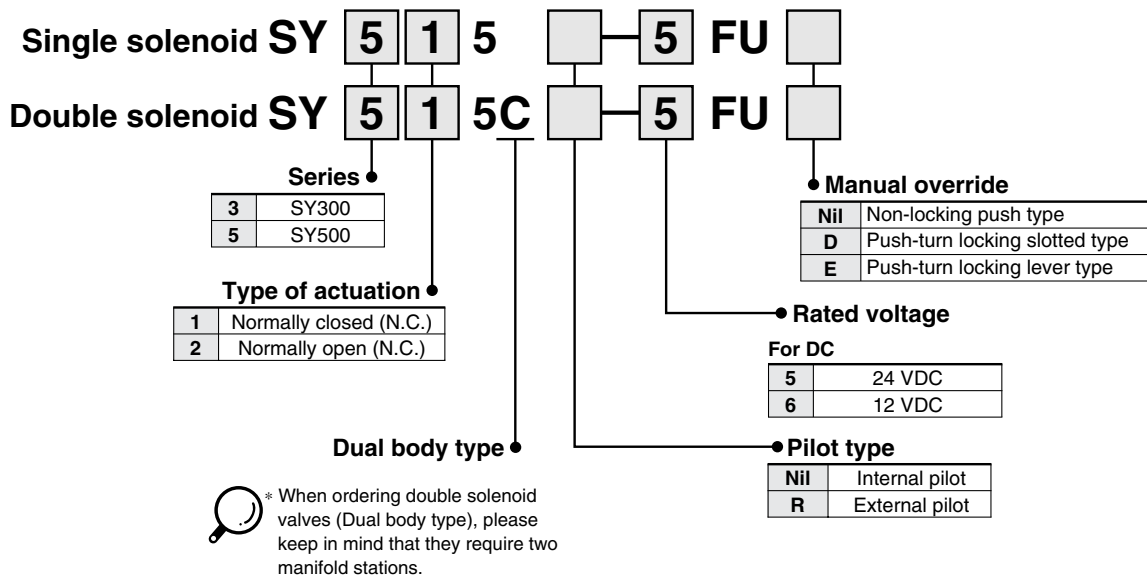 Single solenoid SY 5 1 5 - 5 FU
Double solenoid SY 5 1 5C - 5 FU
Series
3 SY300
5 SY500
Type of actuation
1 Normally closed (N.C.)
2 Normally open (N.C.)
Dual body type
* When ordering double solenoid
valves (Dual body type), please
keep in mind that they require two
manifold stations.
Manual override
Nil Non-locking push type
D Push-turn locking slotted type
E Push-turn locking lever type
Rated voltage
For DC
5 24 VDC
6 12 VDC
Pilot type
Nil Internal pilot
R External pilot